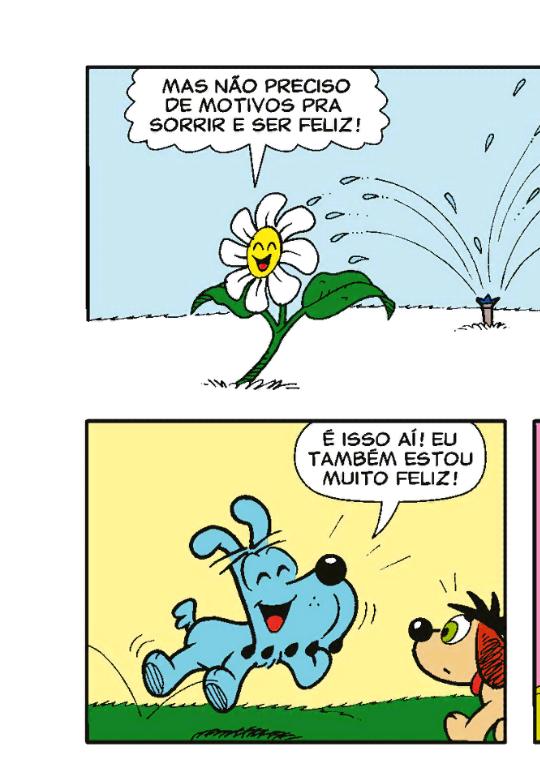 MAS NÃO PRECISO
DE MOTIVOS PRA
SORRIR E SER FELIZ!
É ISSO AÍ! EU
TAMBÉM ESTOU
MUITO FELIZ!